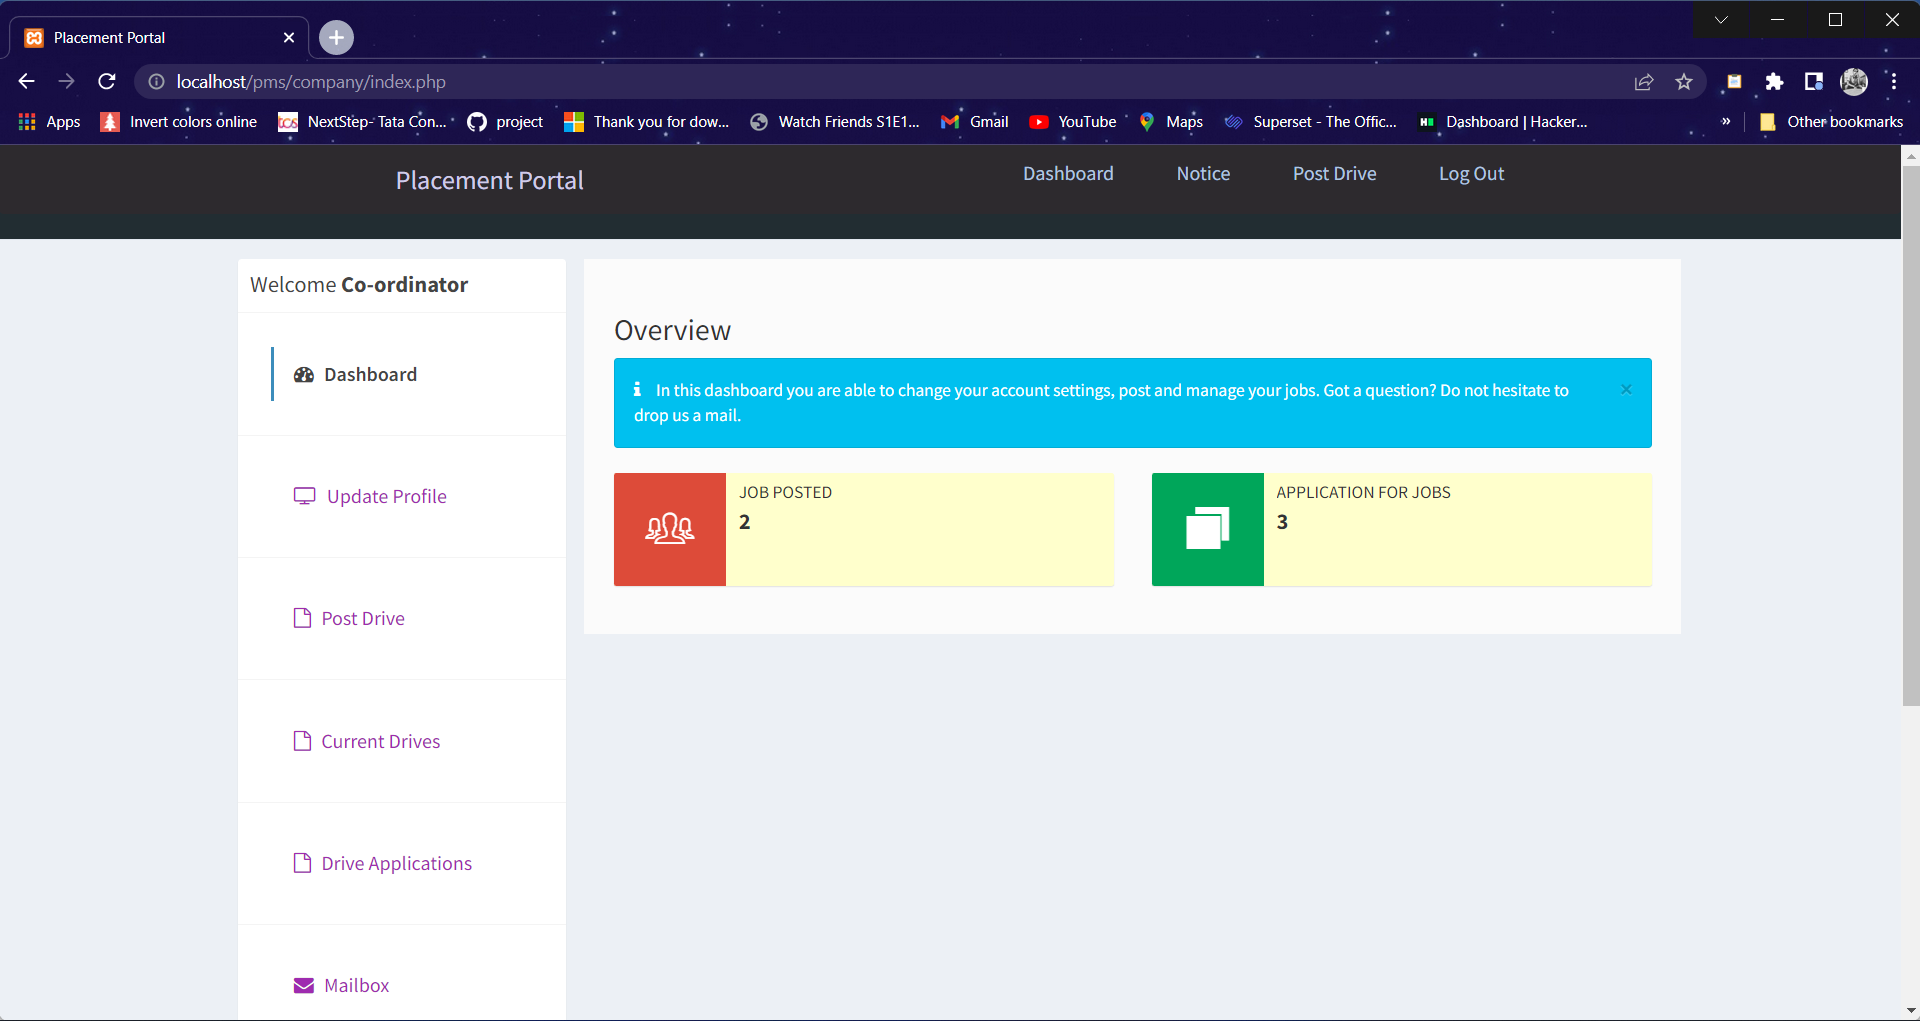 Placement Portal
localhost/pms/company/index.php
Apps
Invert colors online
NextStep- Tata Con...
project
Thank you for dow...
Watch Friends S1E1...
Gmail
YouTube
Maps
Superset - The Offic...
Dashboard | Hacker...
»
Other bookmarks
Placement Portal
Dashboard
Notice
Post Drive
Log Out
Welcome Co-ordinator
Dashboard
Update Profile
Post Drive
Current Drives
Drive Applications
Mailbox
Overview
In this dashboard you are able to change your account settings, post and manage your jobs. Got a question? Do not hesitate to
drop us a mail.
×
JOB POSTED
2
APPLICATION FOR JOBS
3